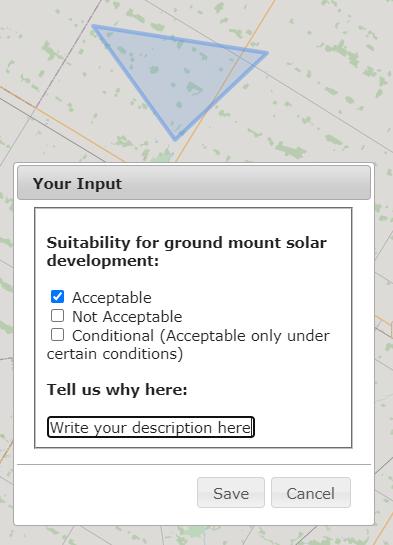 Your Input
Suitability for ground mount solar
development:
Acceptable
Not Acceptable
Conditional (Acceptable only under
certain conditions)
Tell us why here:
Write your description here
Save Cancel